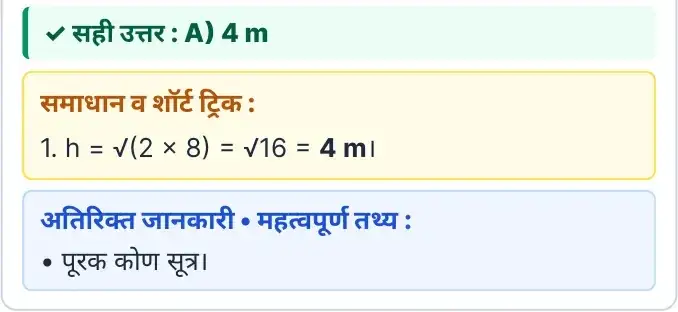 ✓ सही उत्तर : A) 4 m
समाधान व शॉर्ट ट्रिक :
1. h = √(2 × 8) = √16 = 4 m।
अतिरिक्त जानकारी • महत्वपूर्ण तथ्य :
• पूरक कोण सूत्र।